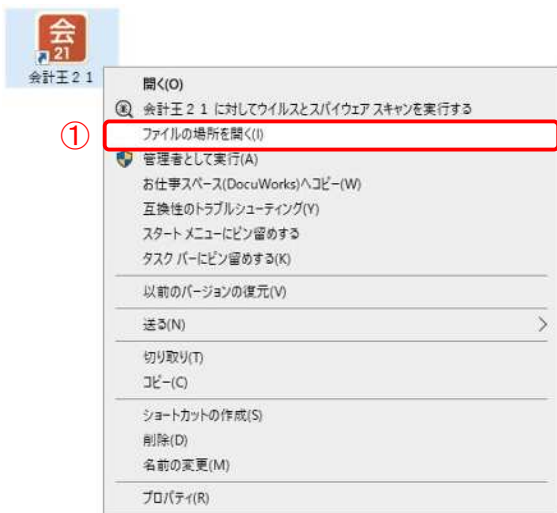 会
21
会計王21
開く(O)
会計王21 に対してウイルスとスパイウェア スキャンを実行する
①
ファイルの場所を開く(I)
管理者として実行(A)
お仕事スペース(DocuWorks)へコピー(W)
互換性のトラブルシューティング(Y)
スタート メニューにピン留めする
タスク バーにピン留めする(K)
以前のバージョンの復元(V)
送る(N)
切り取り(T)
コピー(C)
ショートカットの作成(S)
削除(D)
名前の変更(M)
プロパティ(R)